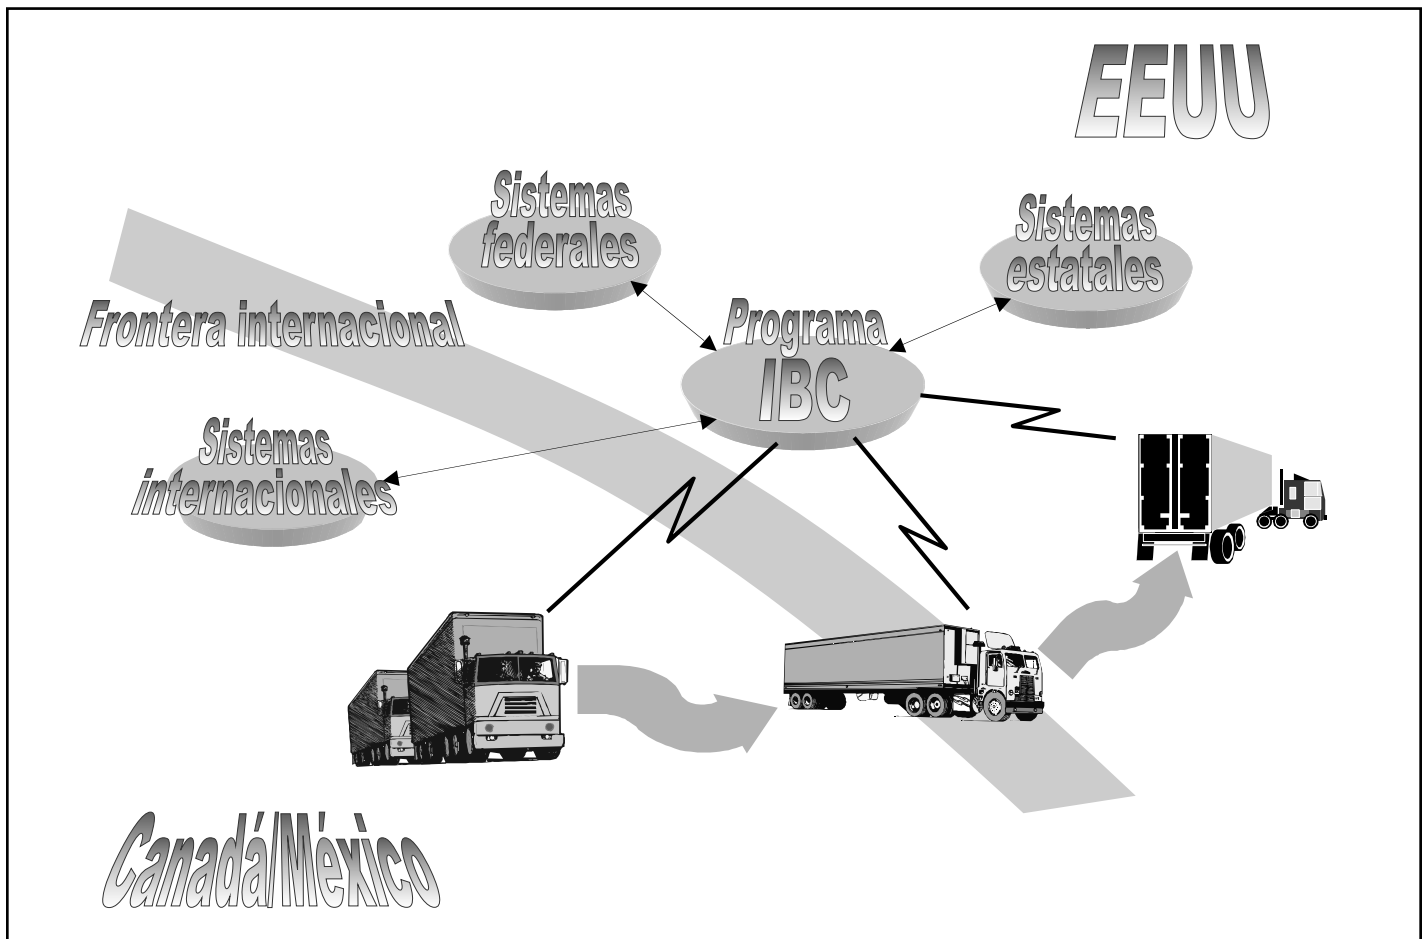 EEUU
Sistemas
federales
Sistemas
estatales
Frontera internacional
Programa
IBC
Sistemas
internacionales
Canadá/México